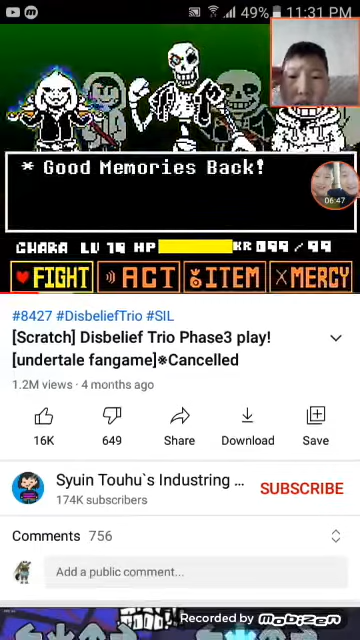 49% 11:31 PM
* Good Memories Back!
06:47
CHARA LV 19 HP KR 099 / 99
FIGHT ACT ITEM MERCY
#8427 #DisbeliefTrio #SIL
[Scratch] Disbelief Trio Phase3 play!
[undertale fangame]※Cancelled
1.2M views · 4 months ago
16K 649 Share Download Save
Syuin Touhu`s Industring ...
SUBSCRIBE
174K subscribers
Comments 756
Add a public comment...
Recorded by MOBIZEN